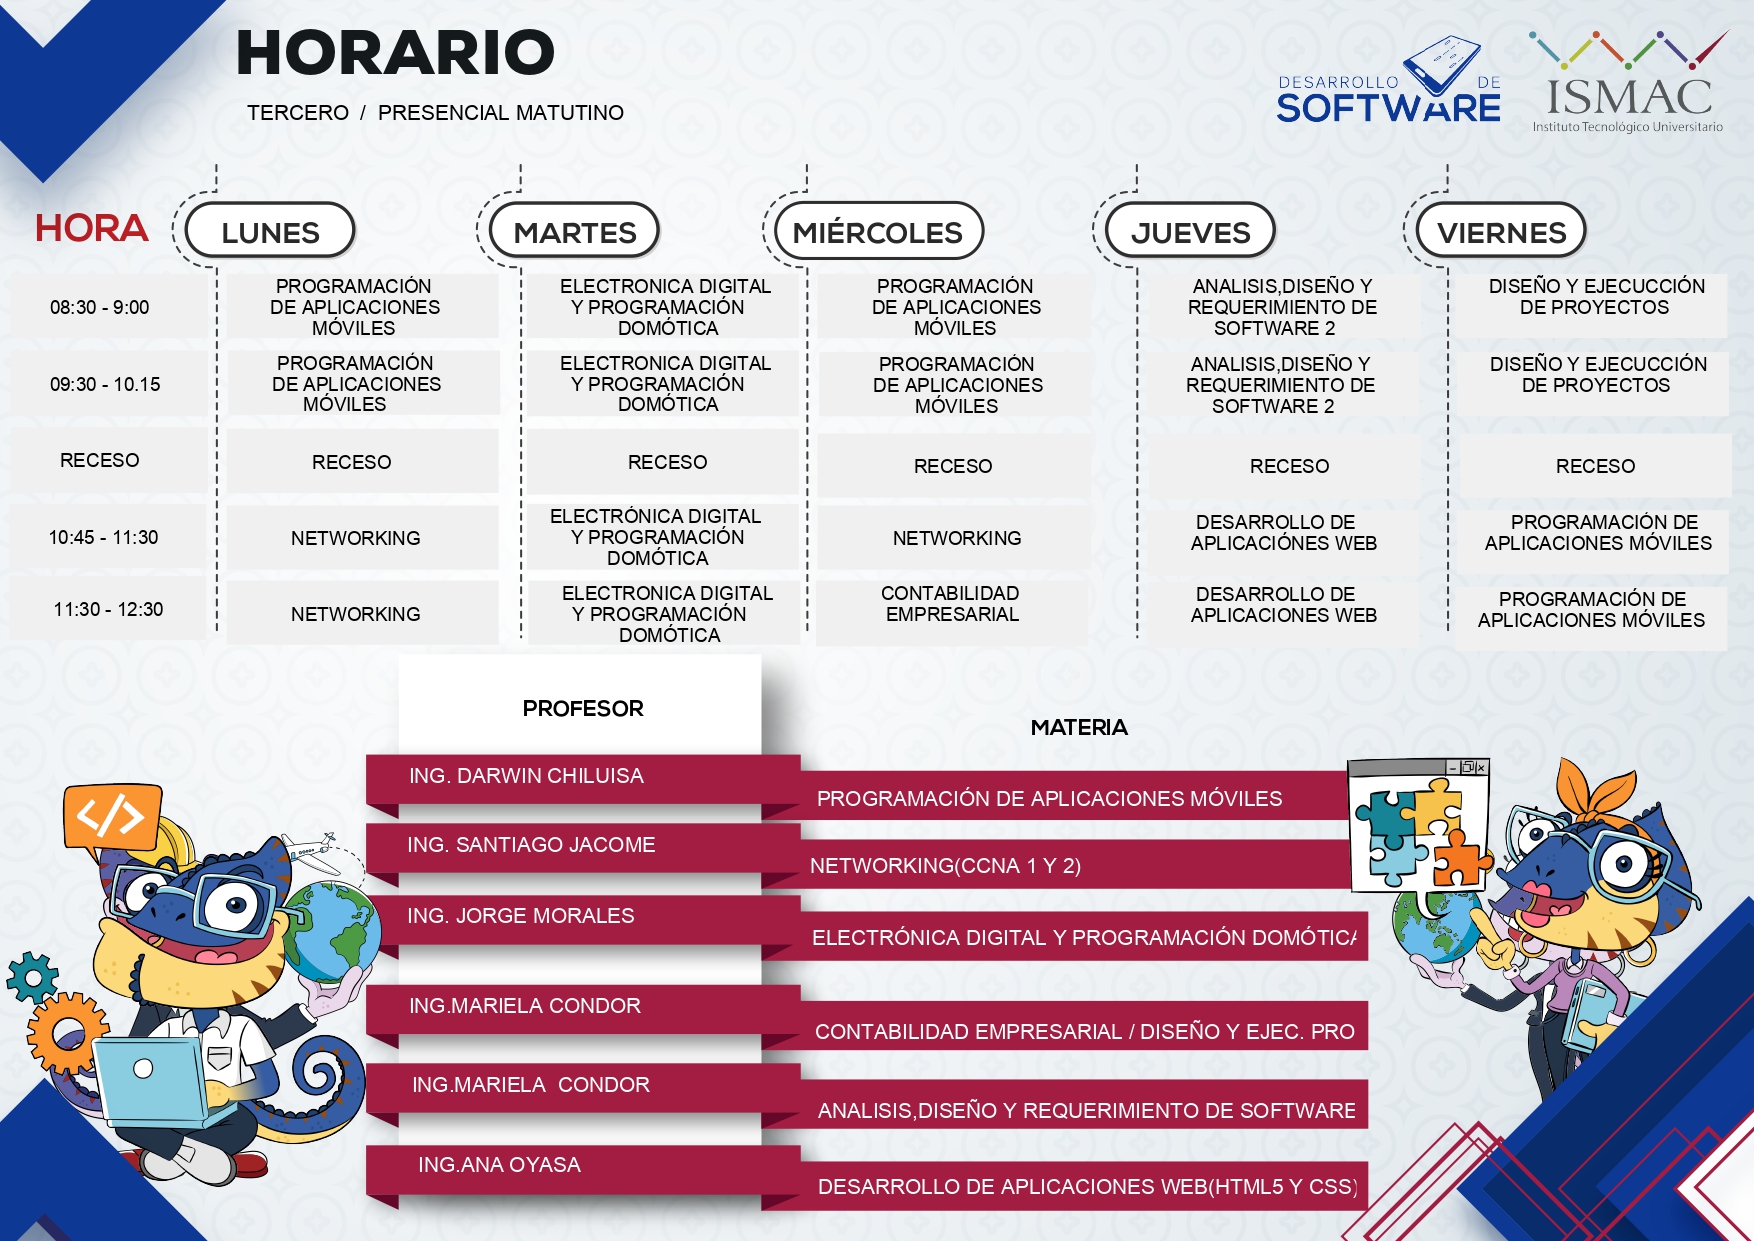 HORARIO
TERCERO / PRESENCIAL MATUTINO
DESARROLLO DE
SOFTWARE
ISMAC
Instituto Tecnológico Universitario
HORA
LUNES
MARTES
MIÉRCOLES
JUEVES
VIERNES
08:30 - 9:00
PROGRAMACIÓN
DE APLICACIONES
MÓVILES
ELECTRONICA DIGITAL
Y PROGRAMACIÓN
DOMÓTICA
PROGRAMACIÓN
DE APLICACIONES
MÓVILES
ANALISIS,DISEÑO Y
REQUERIMIENTO DE
SOFTWARE 2
DISEÑO Y EJECUCCIÓN
DE PROYECTOS
09:30 - 10.15
PROGRAMACIÓN
DE APLICACIONES
MÓVILES
ELECTRONICA DIGITAL
Y PROGRAMACIÓN
DOMÓTICA
PROGRAMACIÓN
DE APLICACIONES
MÓVILES
ANALISIS,DISEÑO Y
REQUERIMIENTO DE
SOFTWARE 2
DISEÑO Y EJECUCCIÓN
DE PROYECTOS
RECESO
RECESO
RECESO
RECESO
RECESO
RECESO
10:45 - 11:30
NETWORKING
ELECTRÓNICA DIGITAL
Y PROGRAMACIÓN
DOMÓTICA
NETWORKING
DESARROLLO DE
APLICACIÓNES WEB
PROGRAMACIÓN DE
APLICACIONES MÓVILES
11:30 - 12:30
NETWORKING
ELECTRONICA DIGITAL
Y PROGRAMACIÓN
DOMÓTICA
CONTABILIDAD
EMPRESARIAL
DESARROLLO DE
APLICACIONES WEB
PROGRAMACIÓN DE
APLICACIONES MÓVILES
PROFESOR
MATERIA
ING. DARWIN CHILUISA
PROGRAMACIÓN DE APLICACIONES MÓVILES
ING. SANTIAGO JACOME
NETWORKING(CCNA 1 Y 2)
ING. JORGE MORALES
ELECTRÓNICA DIGITAL Y PROGRAMACIÓN DOMÓTICA
ING.MARIELA CONDOR
CONTABILIDAD EMPRESARIAL / DISEÑO Y EJEC. PRO
ING.MARIELA CONDOR
ANALISIS,DISEÑO Y REQUERIMIENTO DE SOFTWARE
ING.ANA OYASA
DESARROLLO DE APLICACIONES WEB(HTML5 Y CSS)